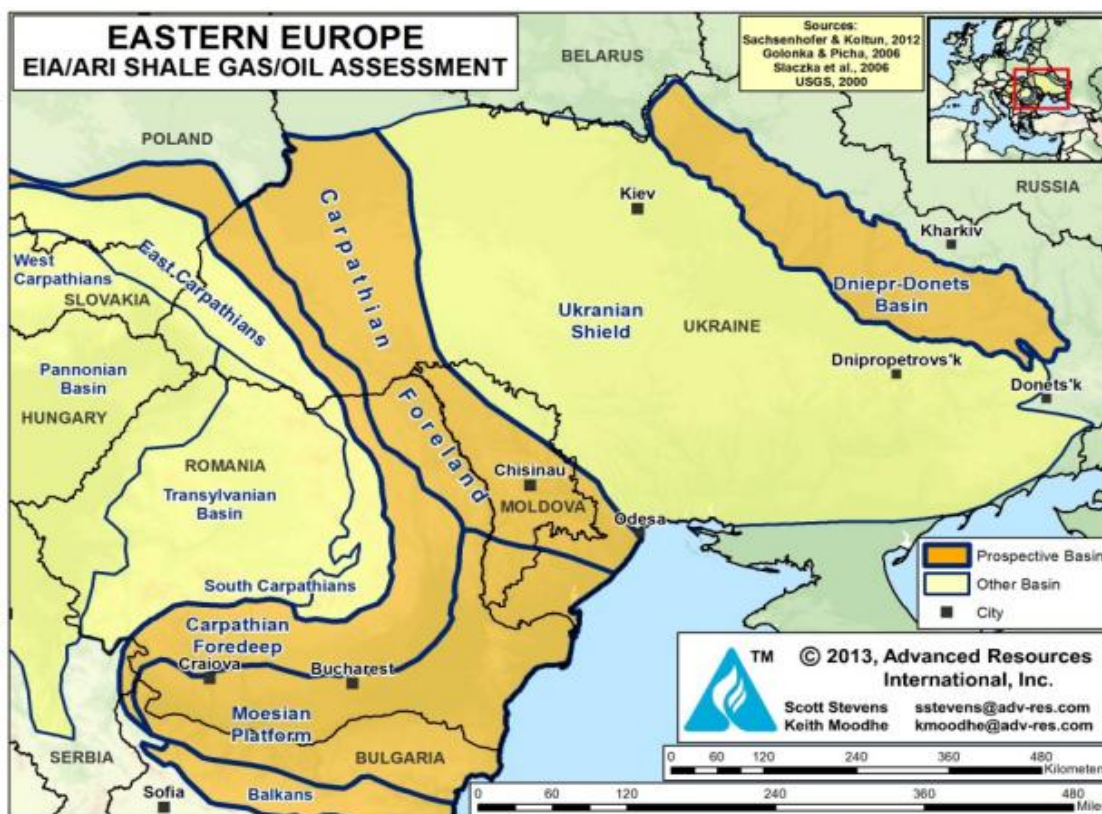 EASTERN EUROPE
EIA/ARI SHALE GAS/OIL ASSESSMENT
Sources:
Sachsenhofer & Koltun, 2012
Golonka & Picha, 2006
Slaczka et al., 2006
USGS, 2000
BELARUS
POLAND
RUSSIA
Kiev
Kharkiv
Carpathian
Foreland
East Carpathians
West
Carpathians
SLOVAKIA
Dniepr-Donets
Basin
Ukranian
Shield
UKRAINE
Dnipropetrovs'k
Donets'k
Pannonian
Basin
HUNGARY
ROMANIA
Transylvanian
Basin
Chisinau
MOLDOVA
Odesa
South Carpathians
Carpathian
Foredeep
Craiova
Bucharest
Moesian
Platform
BULGARIA
SERBIA
Sofia
Balkans
Prospective Basin
Other Basin
City
TM
© 2013, Advanced Resources
International, Inc.
Scott Stevens sstevens@adv-res.com
Keith Moodhe kmoodhe@adv-res.com
0 60 120 240 360 480
Kilometer
0 60 120 240 360 480
Mile